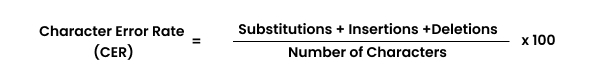 Character Error Rate
(CER)
=
Substitutions + Insertions +Deletions
Number of Characters
x 100